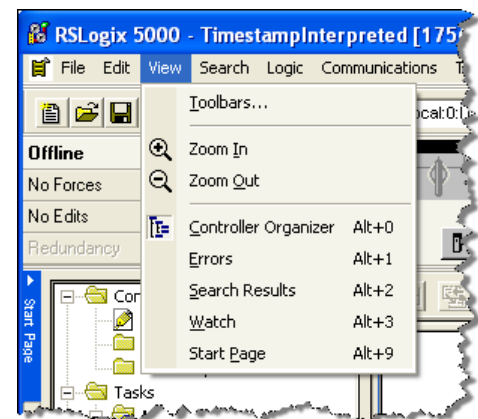 RSLogix 5000 - TimestampInterpreted [175
File Edit View Search Logic Communications T
Toolbars...
Offline
Zoom In
No Forces
Zoom Out
No Edits
Redundancy
Controller Organizer Alt+0
Errors Alt+1
Search Results Alt+2
Watch Alt+3
Start Page Alt+9
Start Page
Con
Tasks